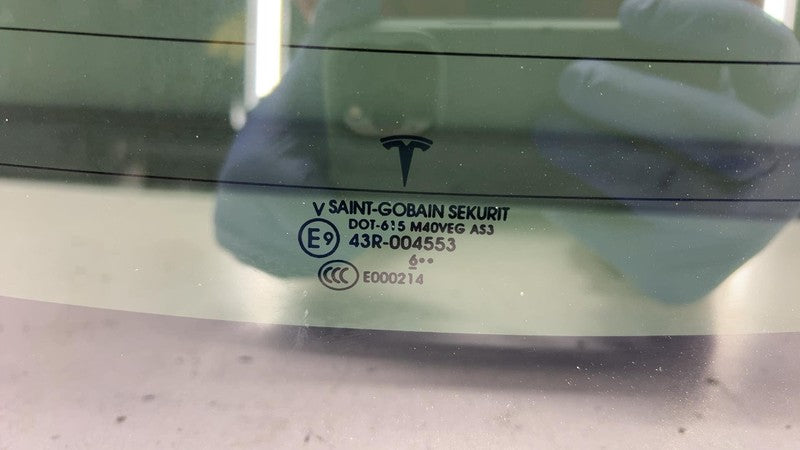 V SAINT-GOBAIN SEKURIT
DOT-615 M40VEG AS3
E9 43R-004553
6••
CCC E000214